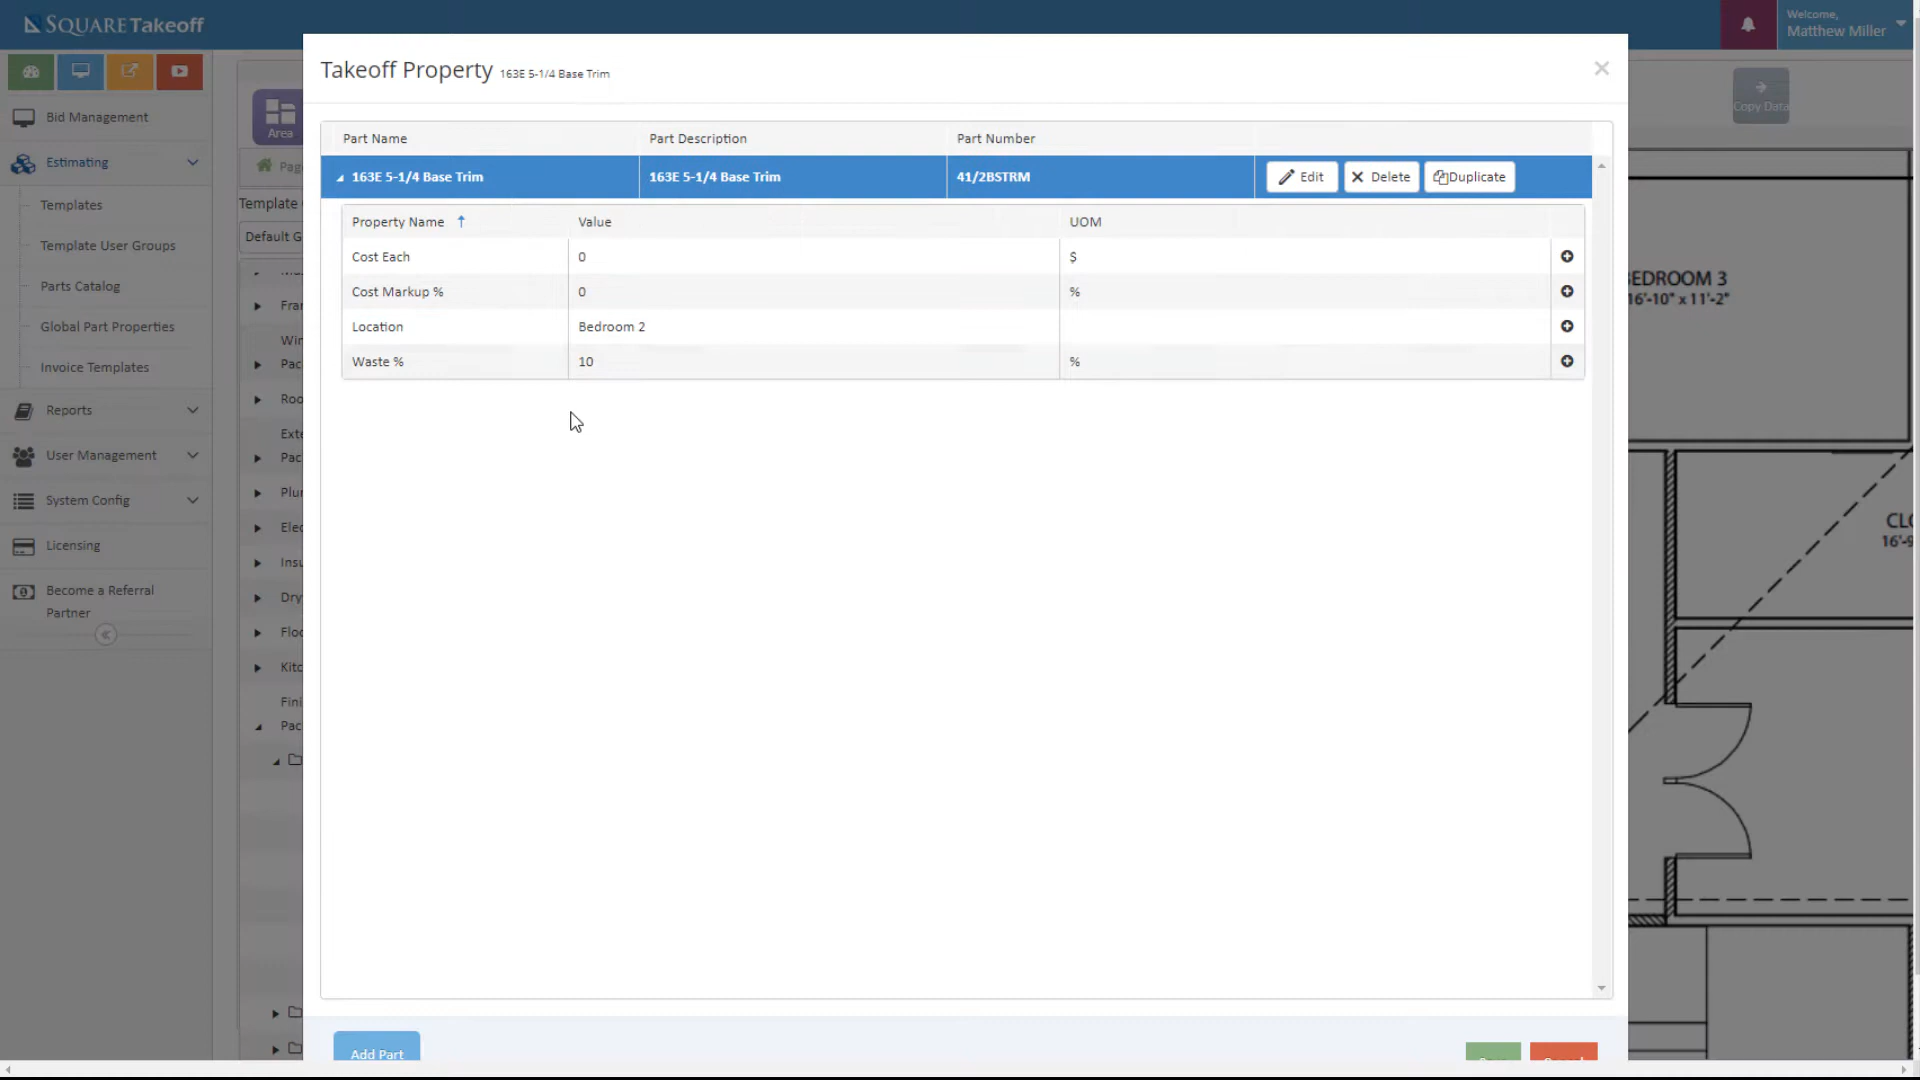 SQUARETakeoff
Welcome,
Matthew Miller
Takeoff Property 163E 5-1/4 Base Trim
Copy Data
Area
Bid Management
Estimating
Templates
Template User Groups
Parts Catalog
Global Part Properties
Invoice Templates
Reports
User Management
System Config
Licensing
Become a Referral
Partner
Default G
Part Name Part Description Part Number
163E 5-1/4 Base Trim 163E 5-1/4 Base Trim 41/2BSTRM Edit Delete Duplicate
Property Name Value UOM
Cost Each 0 $
Cost Markup % 0 %
Location Bedroom 2
Waste % 10 %
EDROOM 3
16'-10" x 11'-2"
CLO
16'-9
Add Part